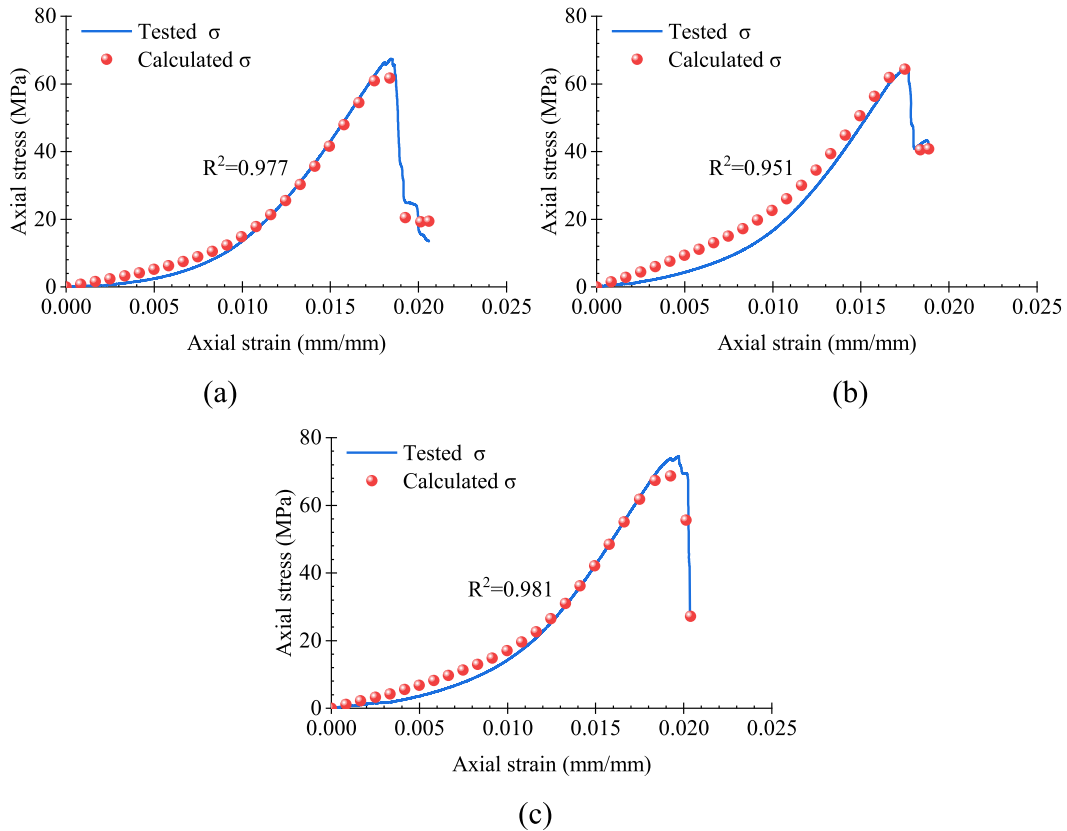 Tested σ
Calculated σ
R²=0.977
80
60
40
20
0
0.000 0.005 0.010 0.015 0.020 0.025
Axial stress (MPa)
Axial strain (mm/mm)
(a)
Tested σ
Calculated σ
R²=0.951
80
60
40
20
0
0.000 0.005 0.010 0.015 0.020 0.025
Axial stress (MPa)
Axial strain (mm/mm)
(b)
Tested σ
Calculated σ
R²=0.981
80
60
40
20
0
0.000 0.005 0.010 0.015 0.020 0.025
Axial stress (MPa)
Axial strain (mm/mm)
(c)